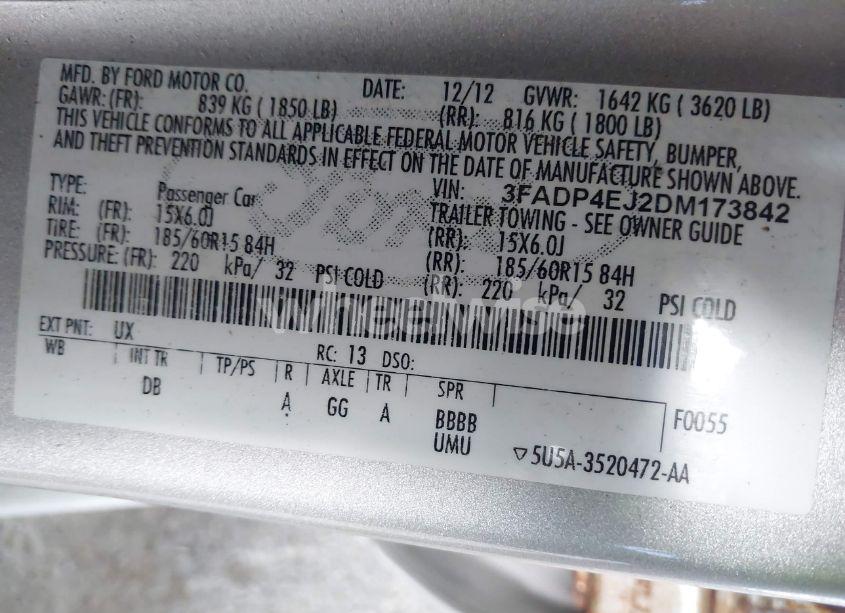 MFD. BY FORD MOTOR CO. DATE: 12/12 GVWR: 1642 KG ( 3620 LB)
GAWR: (FR): 839 KG ( 1850 LB) (RR): 816 KG ( 1800 LB)
THIS VEHICLE CONFORMS TO ALL APPLICABLE FEDERAL MOTOR VEHICLE SAFETY, BUMPER,
AND THEFT PREVENTION STANDARDS IN EFFECT ON THE DATE OF MANUFACTURE SHOWN ABOVE.
VIN: 3FADP4EJ2DM173842
TYPE: Passenger Car TRAILER TOWING - SEE OWNER GUIDE
RIM: (FR): 15X6.0J (RR): 15X6.0J
TIRE: (FR): 185/60R15 84H (RR): 185/60R15 84H
PRESSURE: (FR): 220 kPa/ 32 PSI COLD (RR): 220 kPa/ 32 PSI COLD
Ford
wheelwise
EXT PNT: UX RC: 13 DSO:
WB INT TR TP/PS R AXLE TR SPR
DB A GG A BBBB F0055
UMU
5U5A-3520472-AA